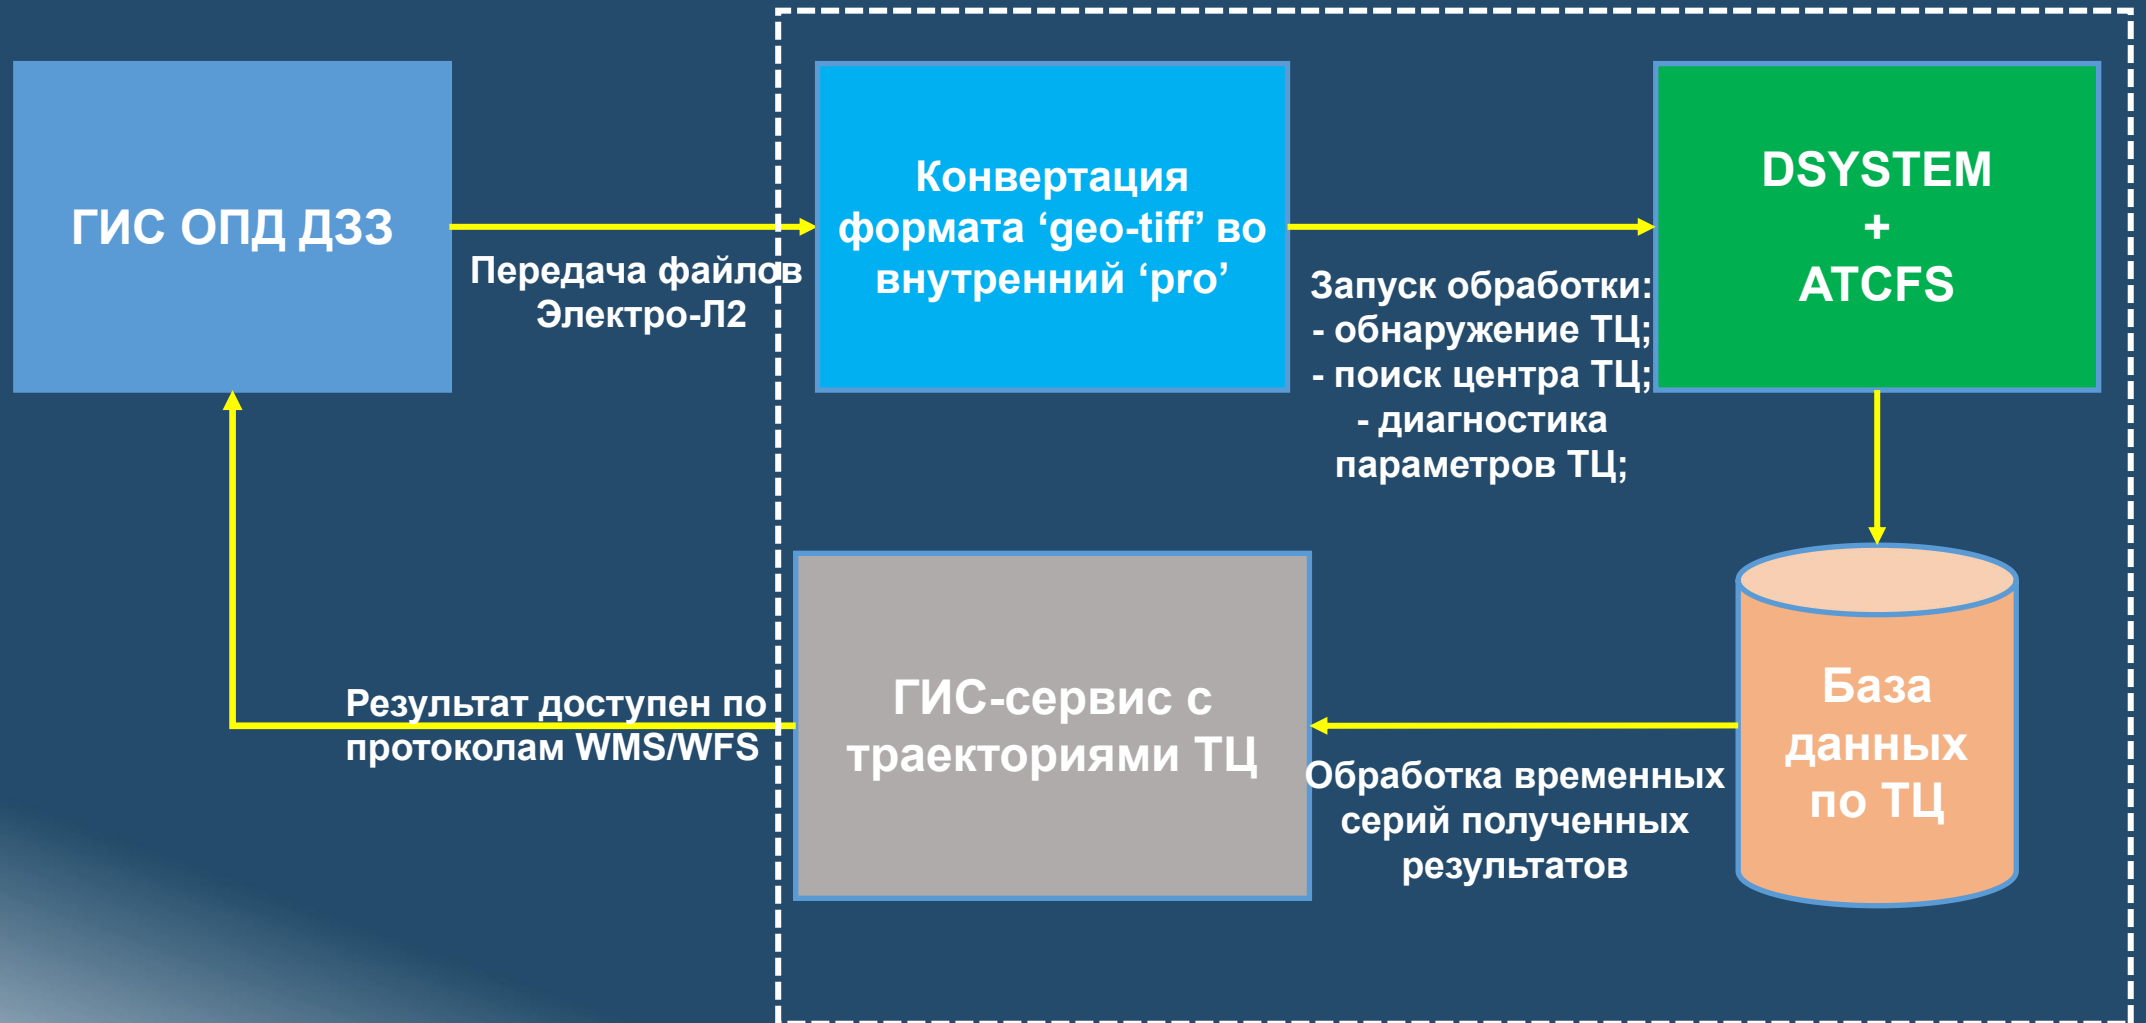 ГИС ОПД ДЗЗ
Передача файлов
Электро-Л2
Конвертация
формата ‘geo-tiff’ во
внутренний ‘pro’
Запуск обработки:
- обнаружение ТЦ;
- поиск центра ТЦ;
- диагностика
параметров ТЦ;
DSYSTEM
+
ATCFS
База
данных
по ТЦ
Обработка временных
серий полученных
результатов
ГИС-сервис с
траекториями ТЦ
Результат доступен по
протоколам WMS/WFS